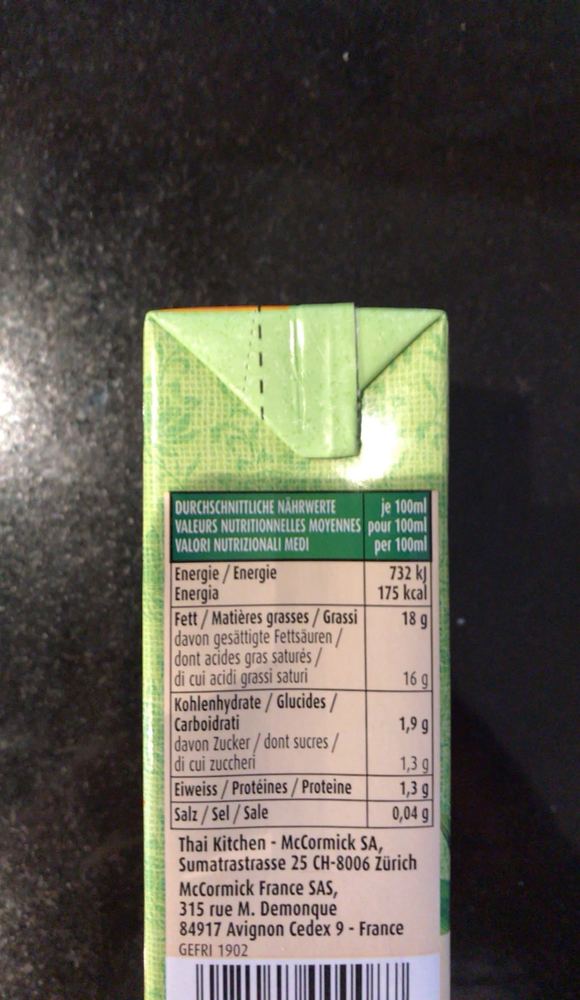 DURCHSCHNITTLICHE NÄHRWERTE je 100ml
VALEURS NUTRITIONNELLES MOYENNES pour 100ml
VALORI NUTRIZIONALI MEDI per 100ml
Energie / Energie 732 kJ
Energia 175 kcal
Fett / Matières grasses / Grassi 18 g
davon gesättigte Fettsäuren /
dont acides gras saturés /
di cui acidi grassi saturi 16 g
Kohlenhydrate / Glucides /
Carboidrati 1,9 g
davon Zucker / dont sucres /
di cui zuccheri 1,3 g
Eiweiss / Protéines / Proteine 1,3 g
Salz / Sel / Sale 0,04 g
Thai Kitchen - McCormick SA,
Sumatrastrasse 25 CH-8006 Zürich
McCormick France SAS,
315 rue M. Demonque
84917 Avignon Cedex 9 - France
GEFRI 1902